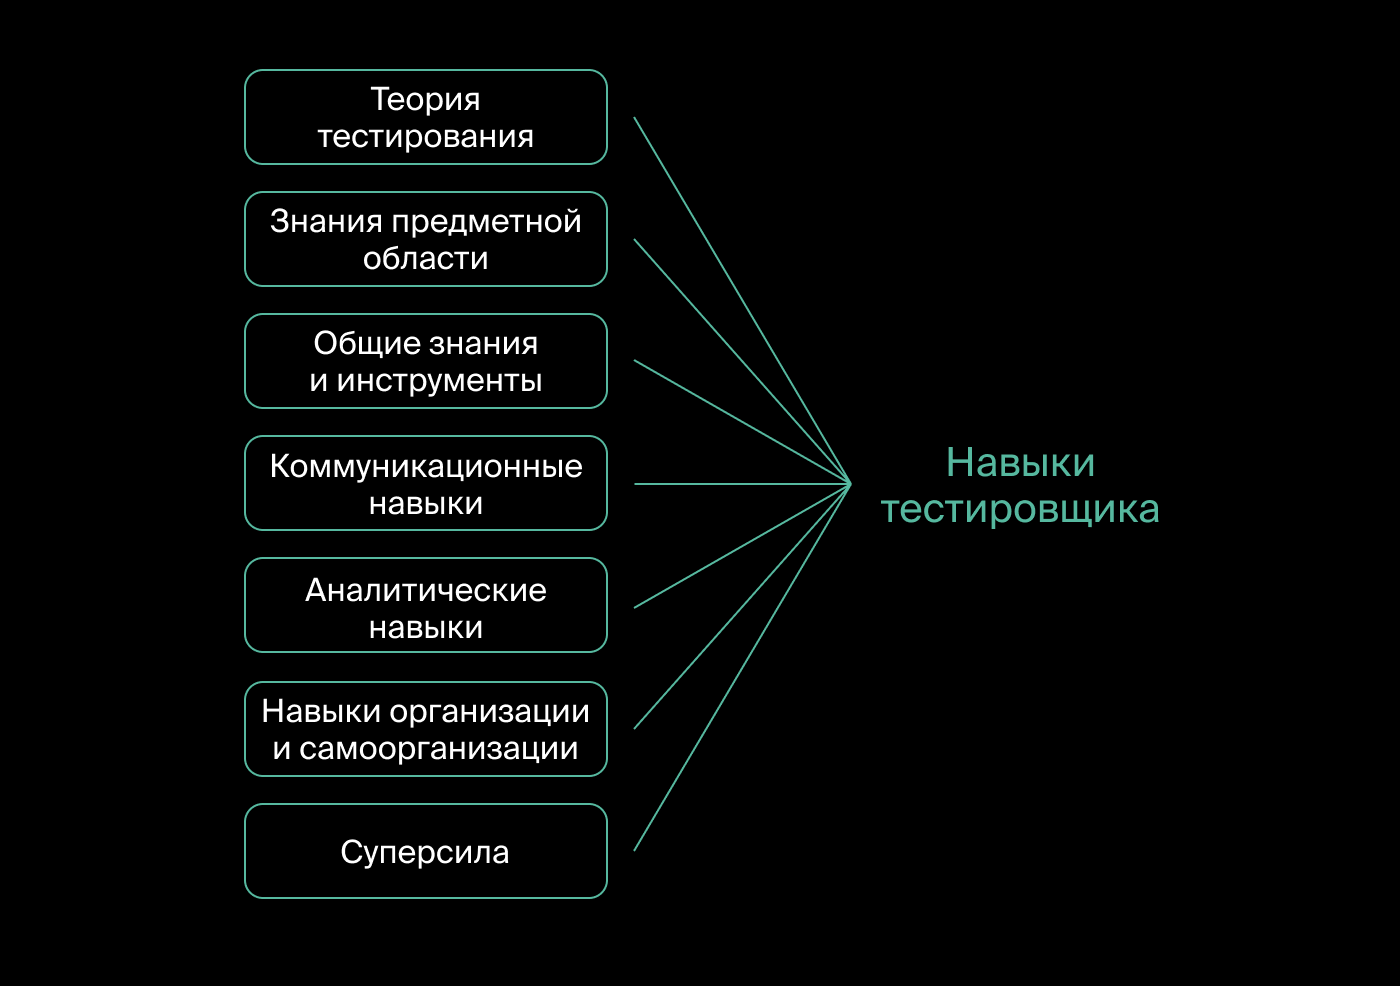 Теория
тестирования
Знания предметной
области
Общие знания
и инструменты
Коммуникационные
навыки
Аналитические
навыки
Навыки организации
и самоорганизации
Суперсила
Навыки
тестировщика